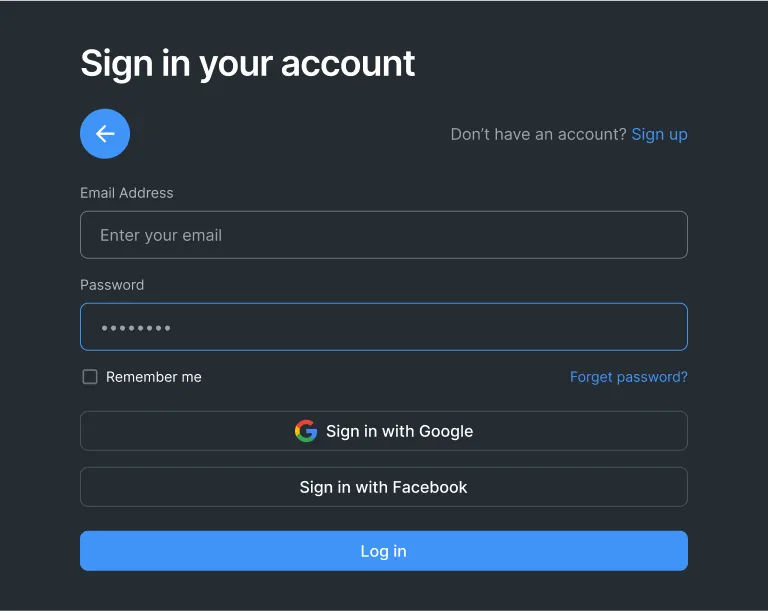 Sign in your account
Don’t have an account? Sign up
Email Address
Enter your email
Password
••••••••
Remember me
Forget password?
Sign in with Google
Sign in with Facebook
Log in